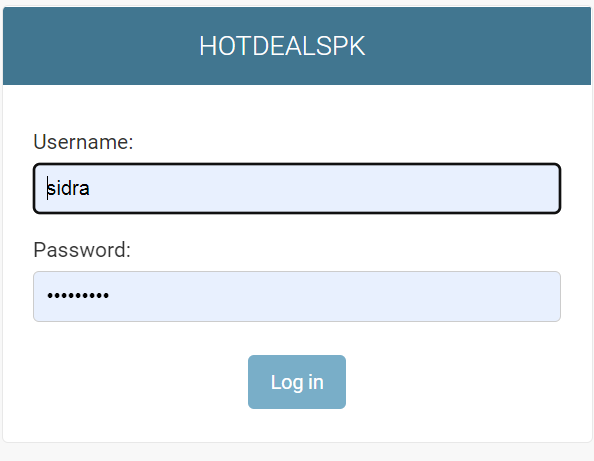 HOTDEALSPK
Username:
sidra
Password:
•••••••••
Log in